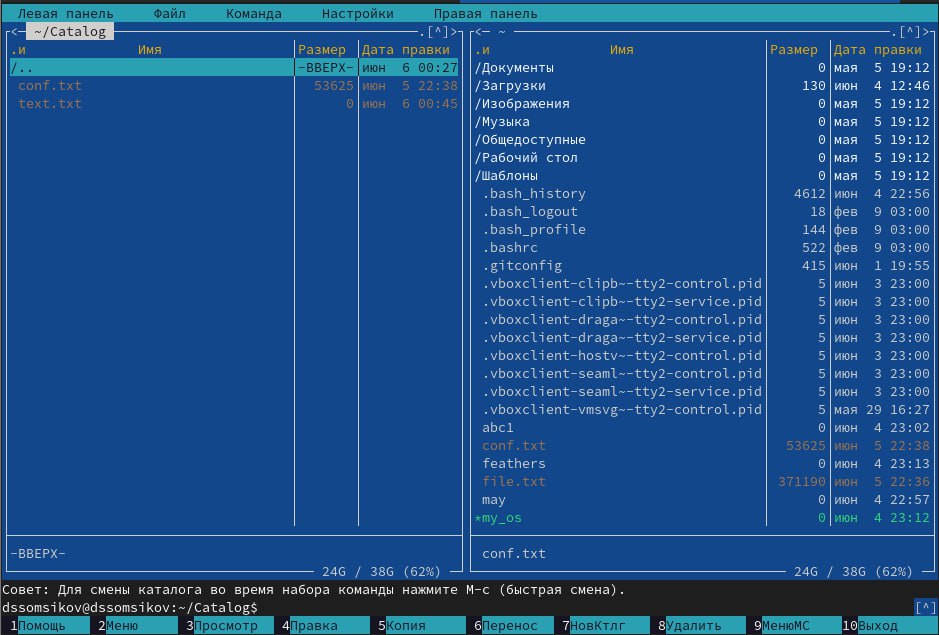 Левая панель Файл Команда Настройки Правая панель
<─ ~/Catalog .[^]>
.и Имя Размер Дата правки
/.. -ВВЕРХ- июн 6 00:27
conf.txt 53625 июн 5 22:38
text.txt 0 июн 6 00:45
-ВВЕРХ-
24G / 38G (62%)
<─ ~ .[^]>
.и Имя Размер Дата правки
/Документы 0 мая 5 19:12
/Загрузки 130 июн 4 12:46
/Изображения 0 мая 5 19:12
/Музыка 0 мая 5 19:12
/Общедоступные 0 мая 5 19:12
/Рабочий стол 0 мая 5 19:12
/Шаблоны 0 мая 5 19:12
.bash_history 4612 июн 4 22:56
.bash_logout 18 фев 9 03:00
.bash_profile 144 фев 9 03:00
.bashrc 522 фев 9 03:00
.gitconfig 415 июн 1 19:55
.vboxclient-clipb~-tty2-control.pid 5 июн 3 23:00
.vboxclient-clipb~-tty2-service.pid 5 июн 3 23:00
.vboxclient-draga~-tty2-control.pid 5 июн 3 23:00
.vboxclient-draga~-tty2-service.pid 5 июн 3 23:00
.vboxclient-hostv~-tty2-control.pid 5 июн 3 23:00
.vboxclient-seaml~-tty2-control.pid 5 июн 3 23:00
.vboxclient-seaml~-tty2-service.pid 5 июн 3 23:00
.vboxclient-vmsvg~-tty2-control.pid 5 мая 29 16:27
abc1 0 июн 4 23:02
conf.txt 53625 июн 5 22:38
feathers 0 июн 4 23:13
file.txt 371190 июн 5 22:36
may 0 июн 4 22:57
*my_os 0 июн 4 23:12
conf.txt
24G / 38G (62%)
Совет: Для смены каталога во время набора команды нажмите M-c (быстрая смена).
dssomsikov@dssomsikov:~/Catalog$ [^]
1Помощь 2Меню 3Просмотр 4Правка 5Копия 6Перенос 7НовКтлг 8Удалить 9МенюMC 10Выход